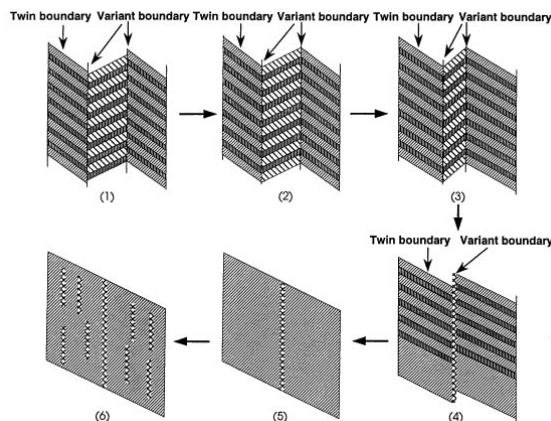 Twin boundary Variant boundary Twin boundary Variant boundary Twin boundary Variant boundary
(1) (2) (3)
Twin boundary Variant boundary
(6) (5) (4)